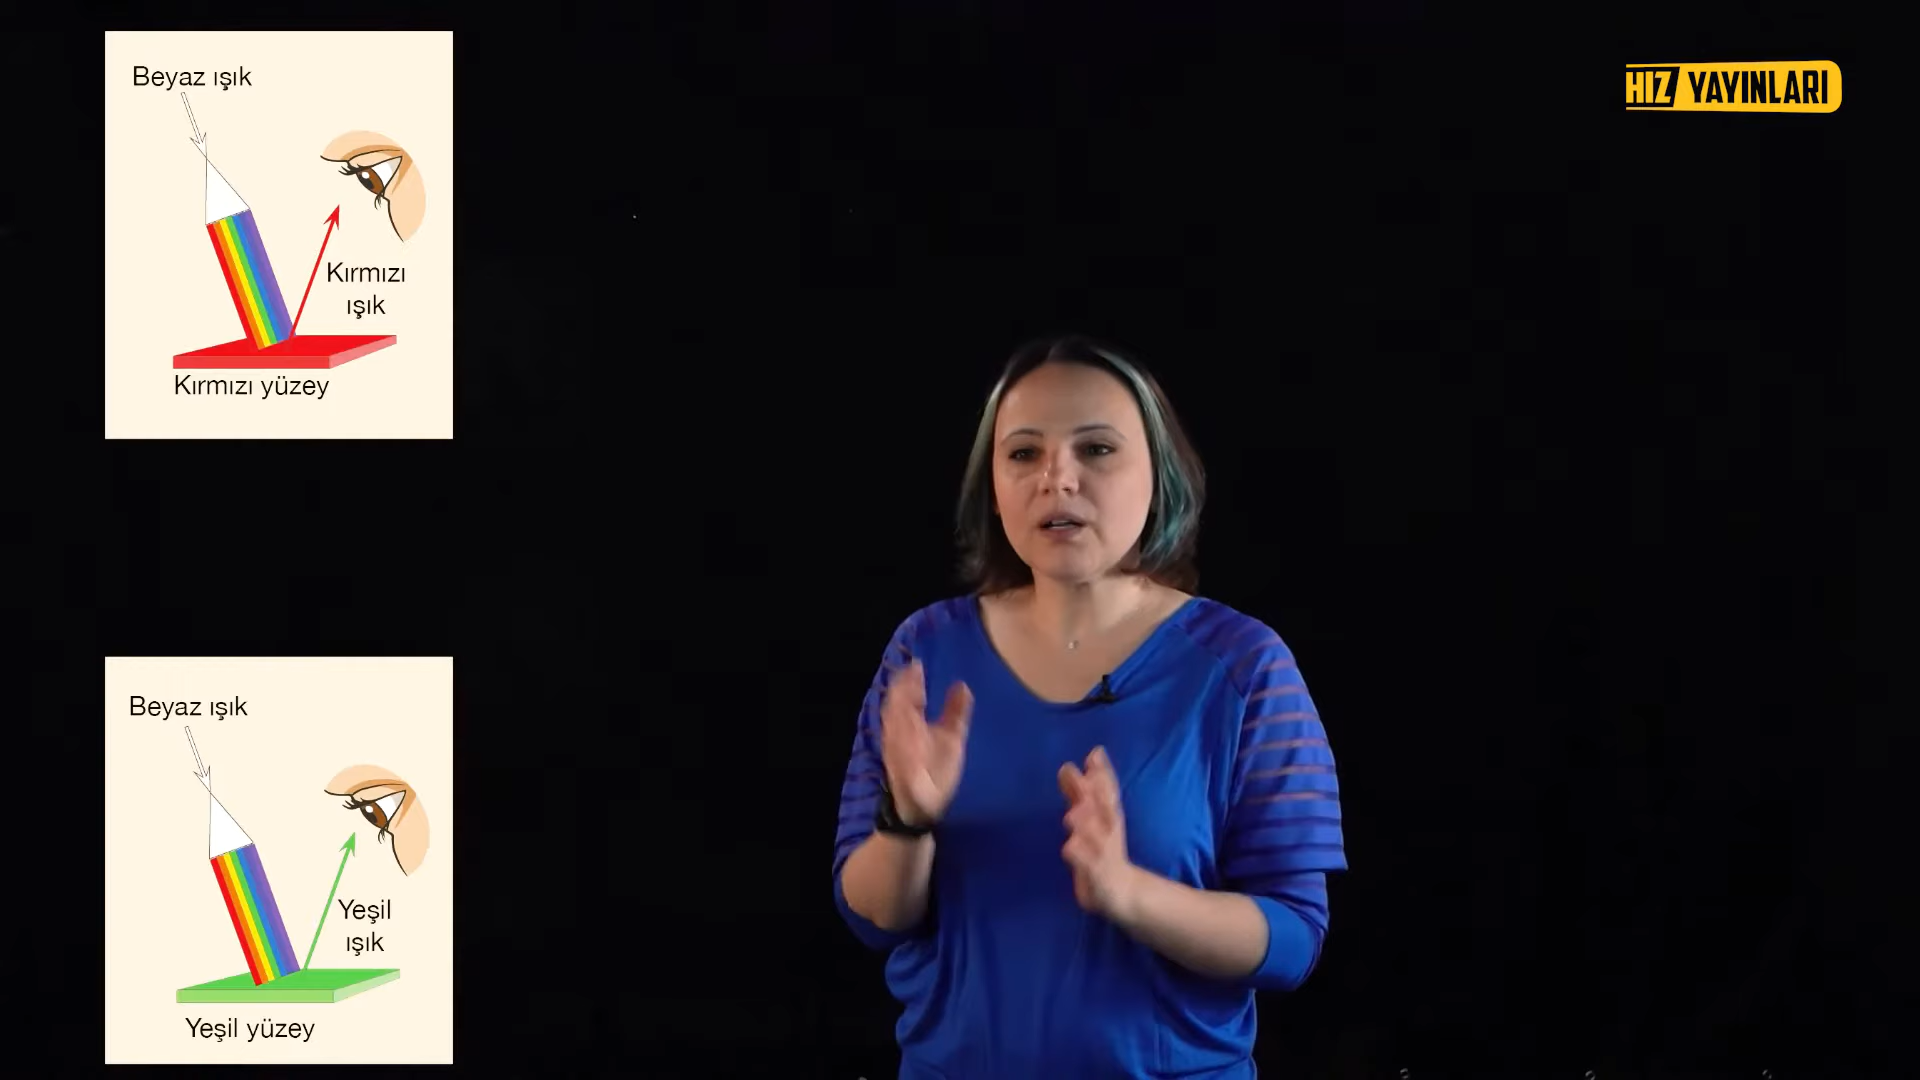 Beyaz ışık
Kırmızı
ışık
Kırmızı yüzey
HIZ YAYINLARI
Beyaz ışık
Yeşil
ışık
Yeşil yüzey